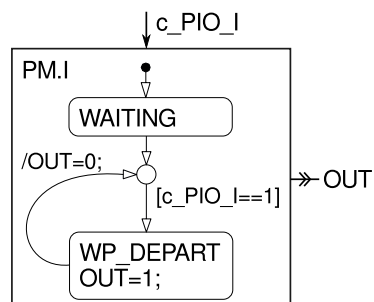 c_PIO_I
PM.I
WAITING
/OUT=0;
[c_PIO_I==1]
OUT
WP_DEPART
OUT=1;